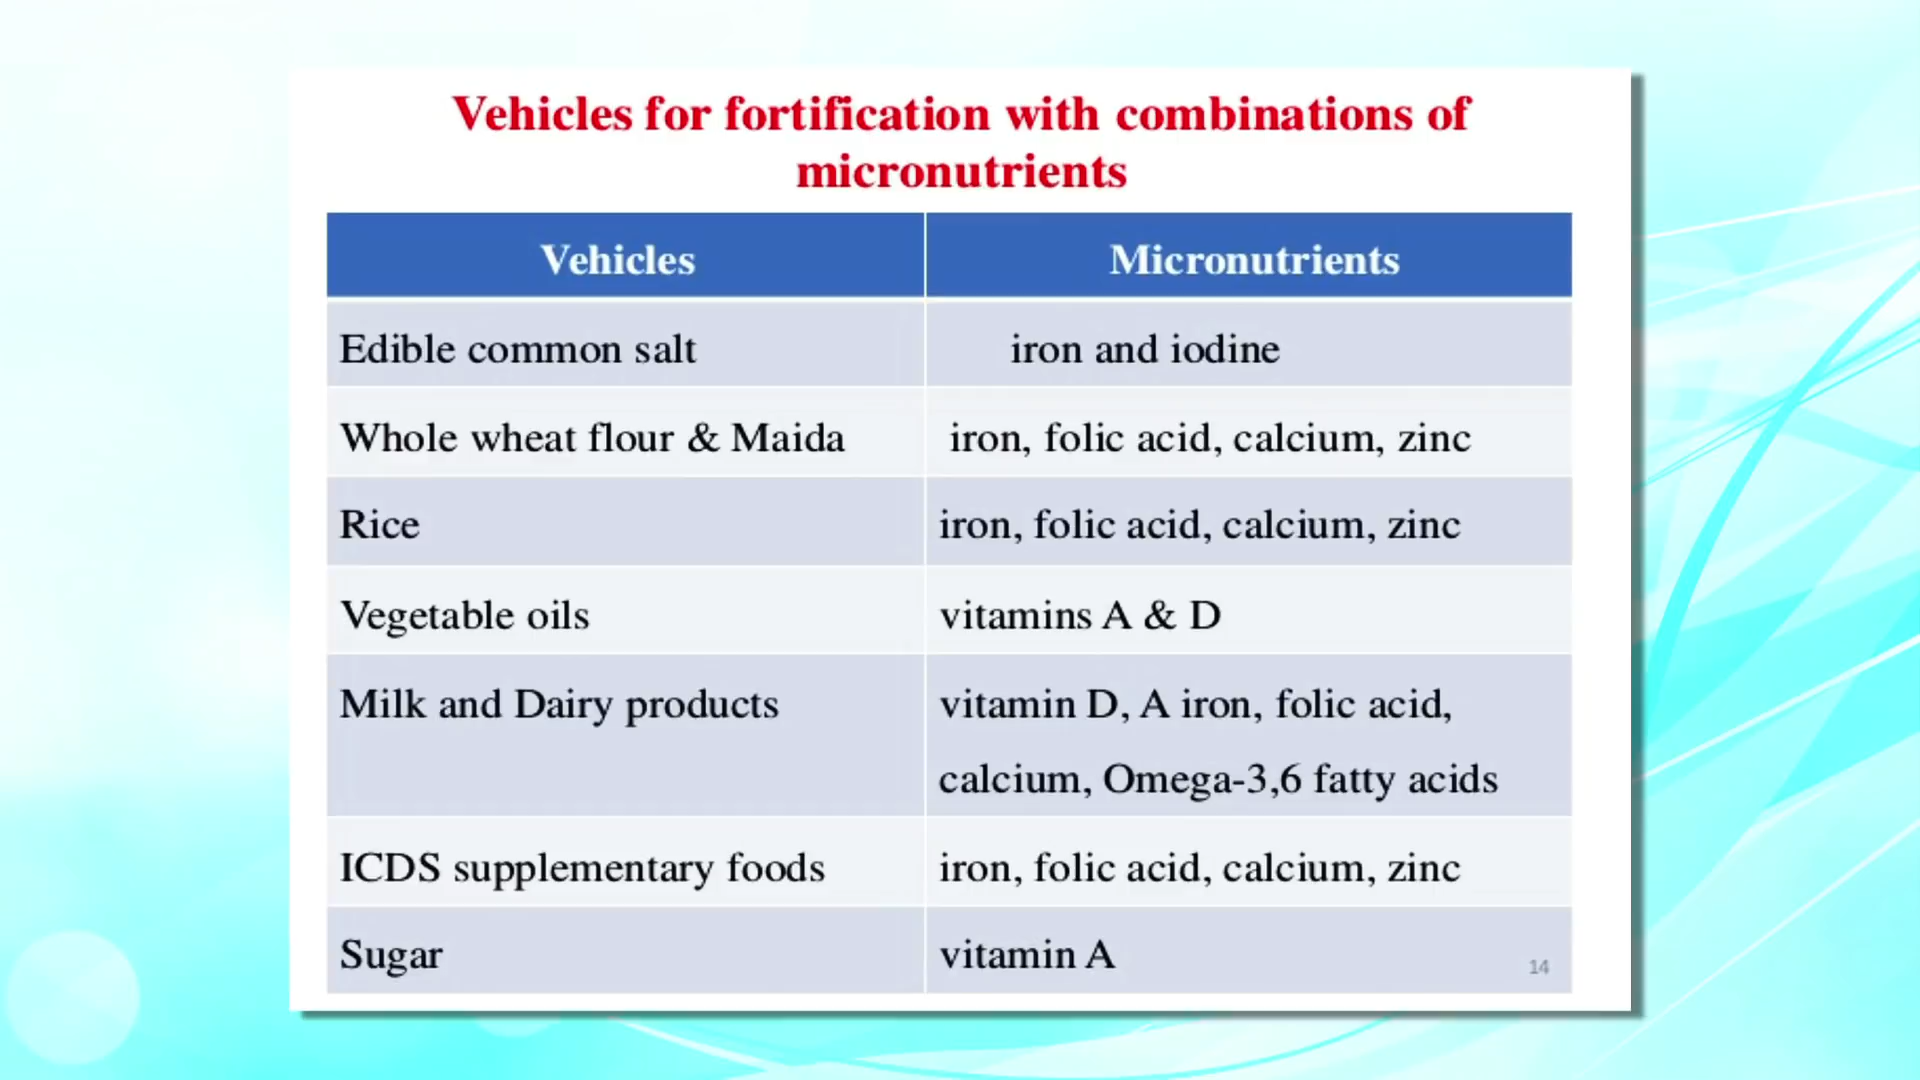 Vehicles for fortification with combinations of
micronutrients
Vehicles
Micronutrients
Edible common salt
iron and iodine
Whole wheat flour & Maida
iron, folic acid, calcium, zinc
Rice
iron, folic acid, calcium, zinc
Vegetable oils
vitamins A & D
Milk and Dairy products
vitamin D, A iron, folic acid,
calcium, Omega-3,6 fatty acids
ICDS supplementary foods
iron, folic acid, calcium, zinc
Sugar
vitamin A
14